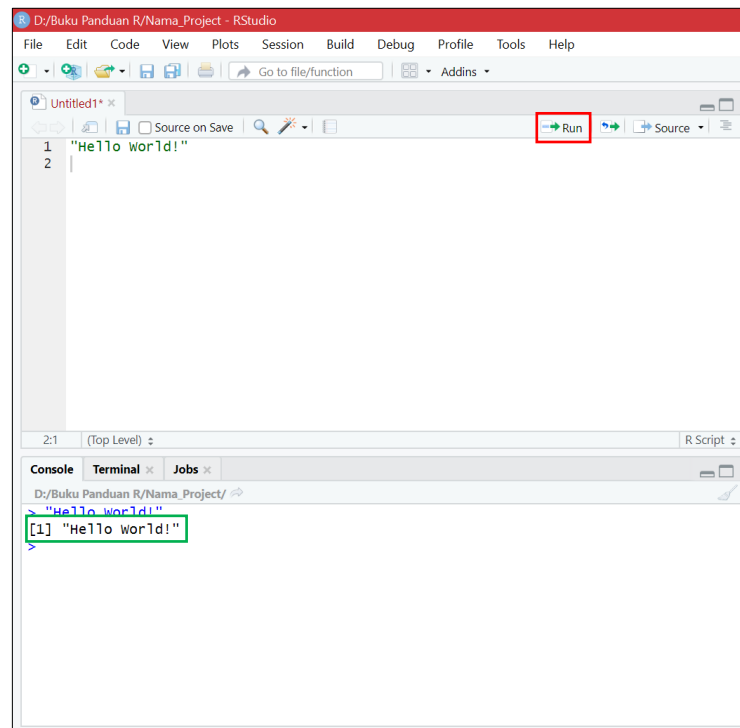 D:/Buku Panduan R/Nama_Project - RStudio
File Edit Code View Plots Session Build Debug Profile Tools Help
Go to file/function Addins
Untitled1*
Source on Save Run Source
1 "Hello World!"
2
2:1 (Top Level) R Script
Console Terminal Jobs
D:/Buku Panduan R/Nama_Project/
> "Hello World!"
[1] "Hello World!"
>